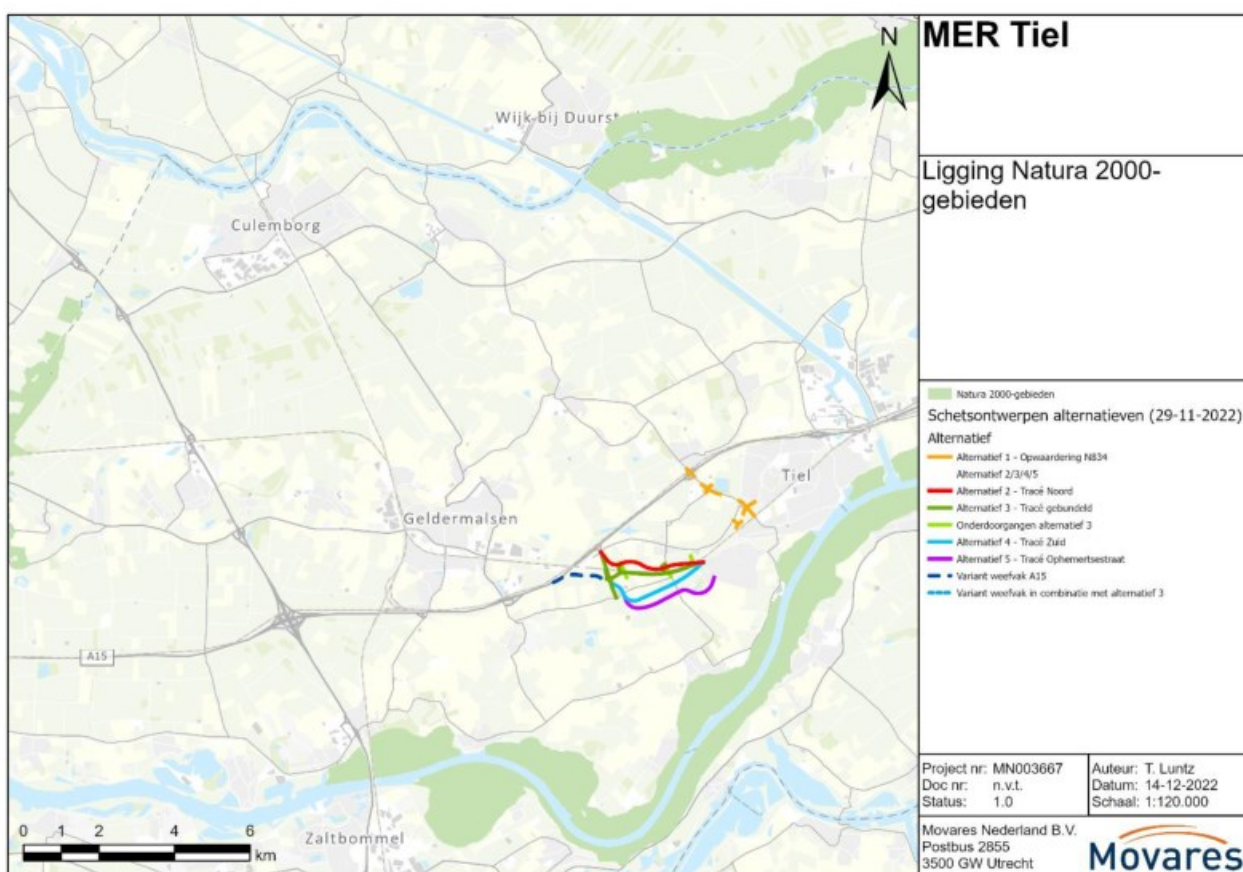 MER Tiel
Ligging Natura 2000-
gebieden
N
Wijk bij Duurst
Culemborg
Tiel
Geldermalsen
A15
Zaltbommel
0 1 2 4 6
km
Natura 2000-gebieden
Schetsontwerpen alternatieven (29-11-2022)
Alternatief
Alternatief 1 - Opwaardering N834
Alternatief 2/3/4/5
Alternatief 2 - Tracé Noord
Alternatief 3 - Tracé gebundeld
Onderdoorgangen alternatief 3
Alternatief 4 - Tracé Zuid
Alternatief 5 - Tracé Ophemertsestraat
Variant weefvak A15
Variant weefvak in combinatie met alternatief 3
Project nr: MN003667
Doc nr: n.v.t.
Status: 1.0
Auteur: T. Luntz
Datum: 14-12-2022
Schaal: 1:120.000
Movares Nederland B.V.
Postbus 2855
3500 GW Utrecht
Movares